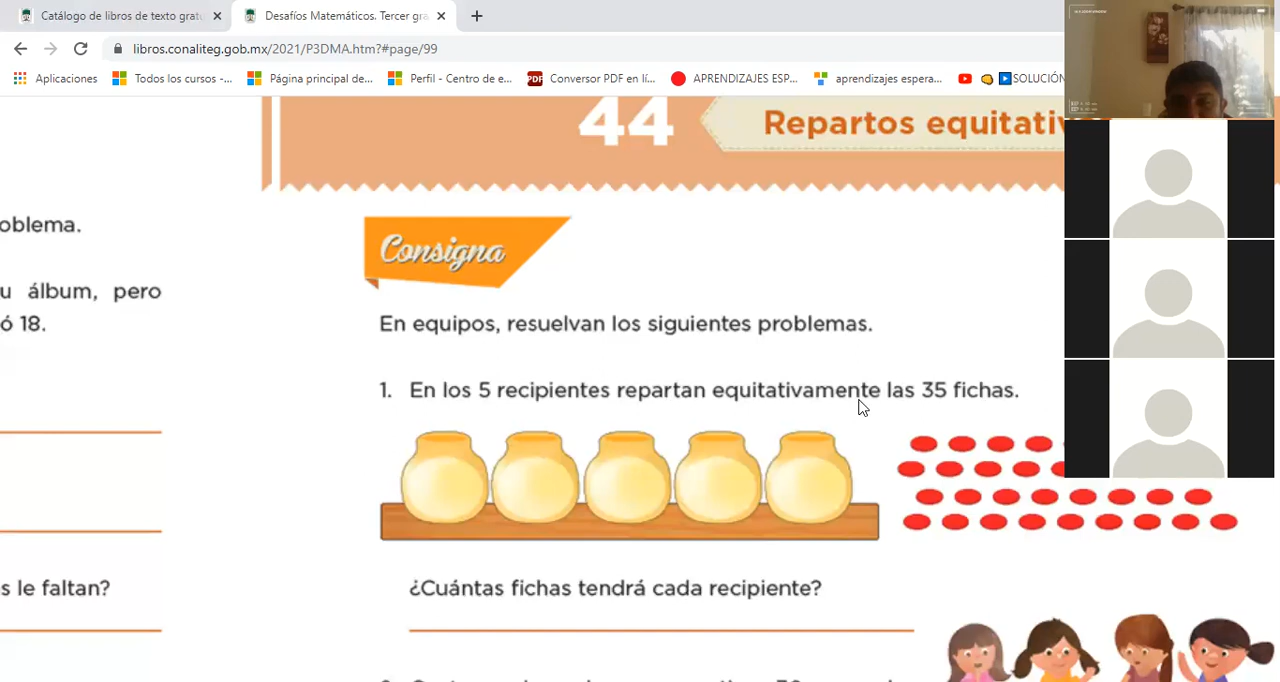 Catálogo de libros de texto gratu
Desafíos Matemáticos. Tercer gra
libros.conaliteg.gob.mx/2021/P3DMA.htm?#page/99
Aplicaciones
Todos los cursos -...
Página principal de...
Perfil - Centro de e...
PDF
Conversor PDF en lí...
APRENDIZAJES ESP...
aprendizajes espera...
SOLUCIÓN
44
Repartos equitativ
oblema.
u álbum, pero
ó 18.
s le faltan?
Consigna
En equipos, resuelvan los siguientes problemas.
1. En los 5 recipientes repartan equitativamente las 35 fichas.
¿Cuántas fichas tendrá cada recipiente?